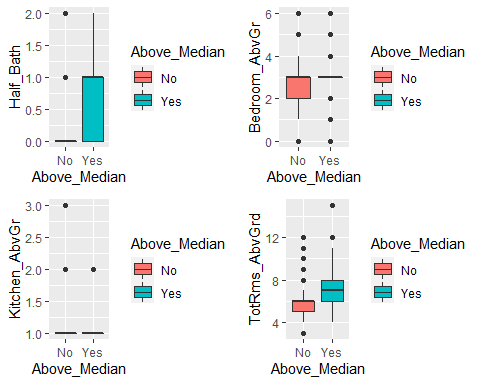 Half_Bath
2.0
1.5
1.0
0.5
0.0
No Yes
Above_Median
Above_Median
No
Yes
Bedroom_AbvGr
6
4
2
0
No Yes
Above_Median
Above_Median
No
Yes
Kitchen_AbvGr
3.0
2.5
2.0
1.5
1.0
No Yes
Above_Median
Above_Median
No
Yes
TotRms_AbvGrd
12
8
4
No Yes
Above_Median
Above_Median
No
Yes